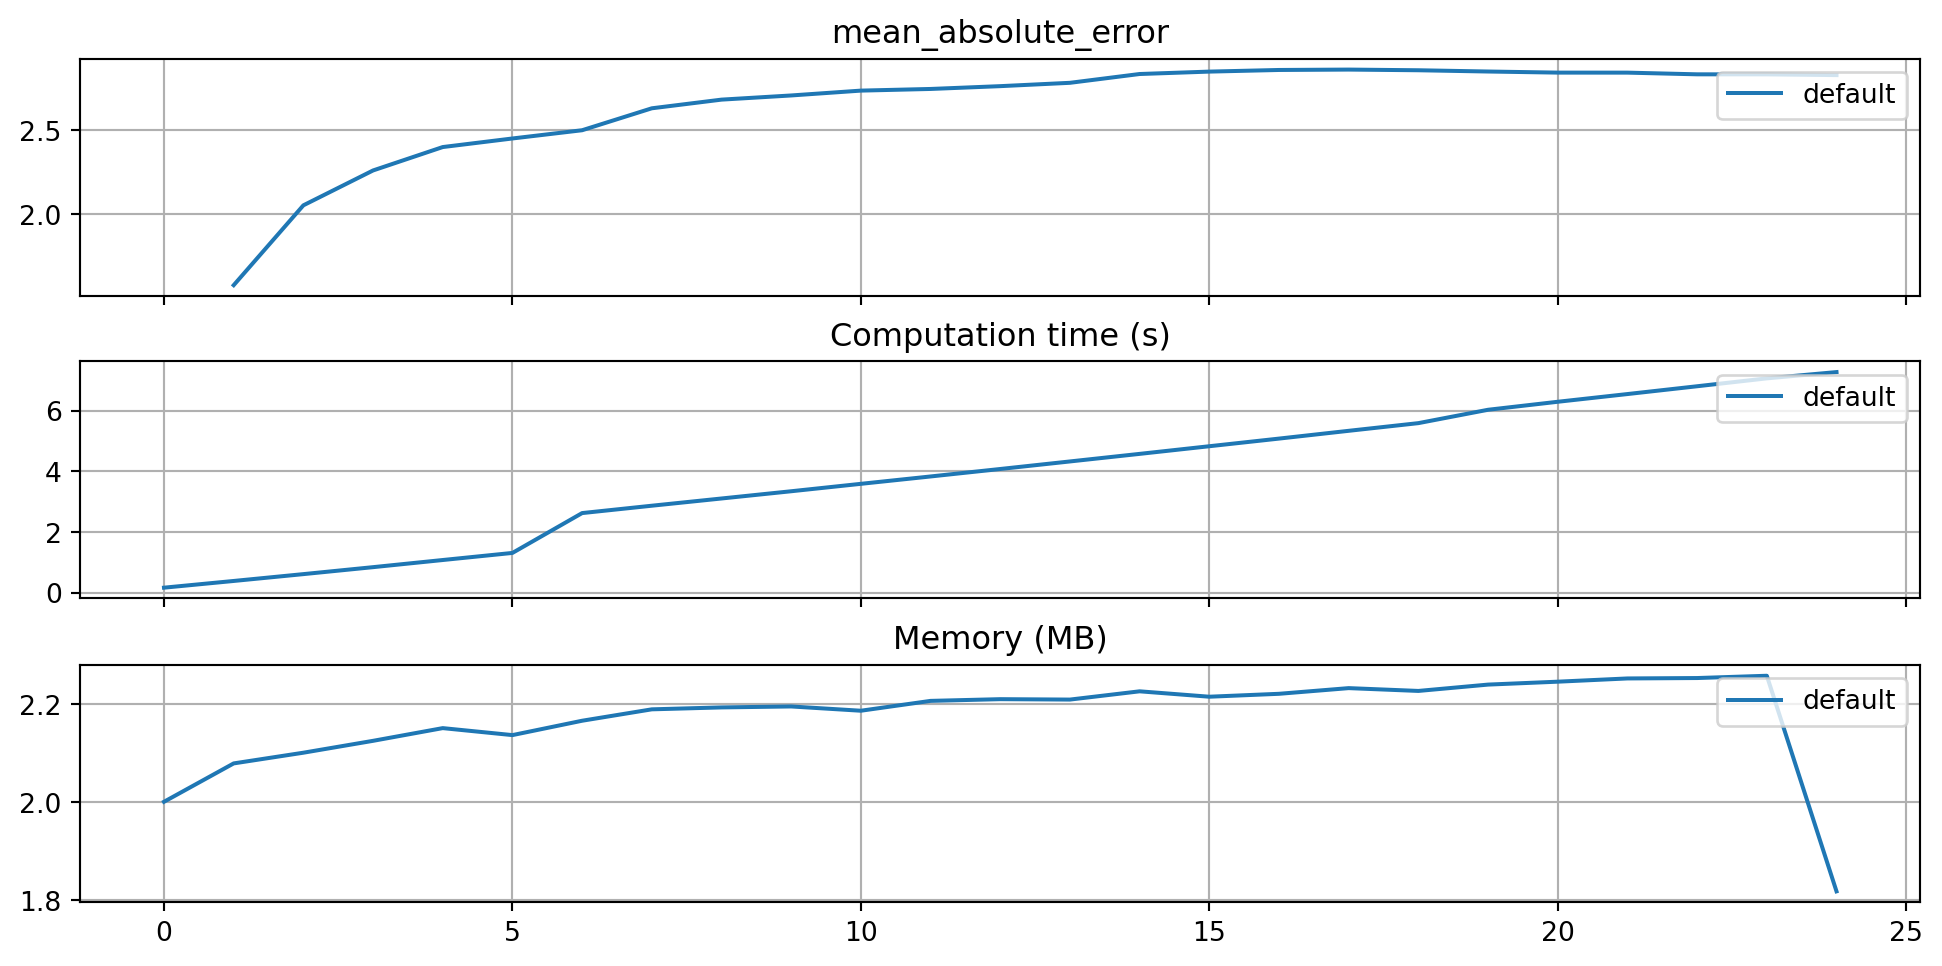 mean_absolute_error
2.5
2.0
default
Computation time (s)
6
4
2
0
default
Memory (MB)
2.2
2.0
1.8
default
0 5 10 15 20 25